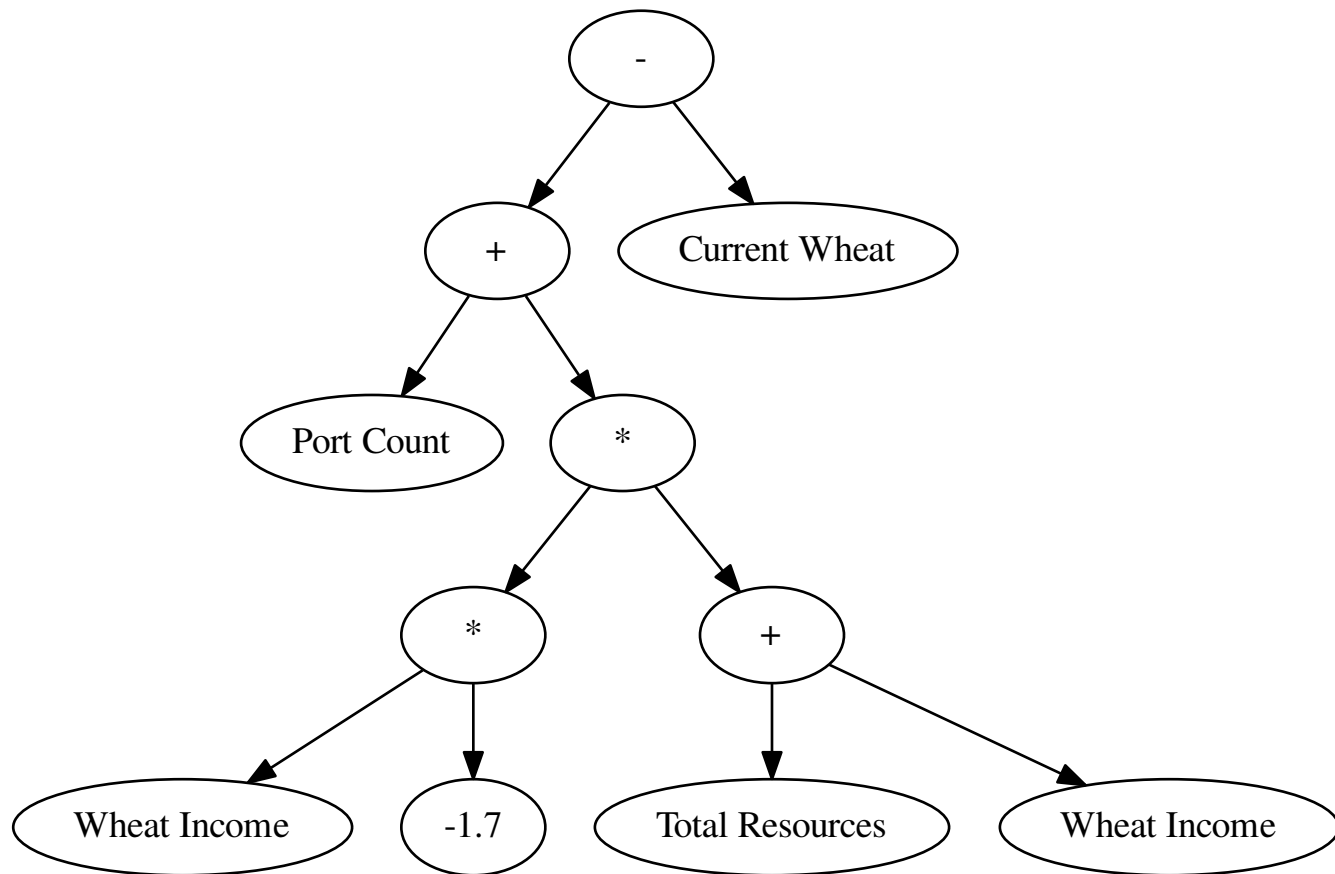 -
+
Current Wheat
Port Count
*
*
+
Wheat Income
-1.7
Total Resources
Wheat Income